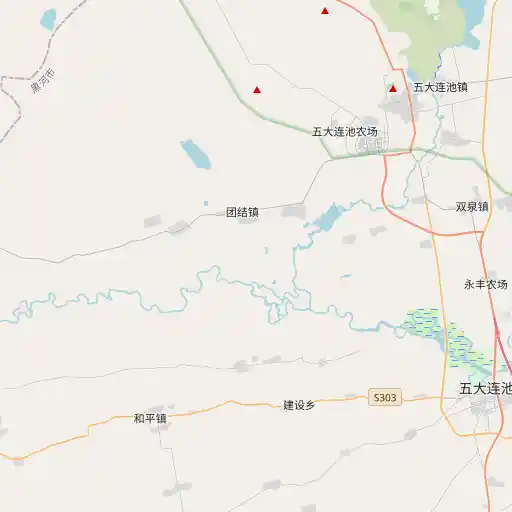 黑河市
五大连池镇
五大连池农场
双泉镇
团结镇
永丰农场
五大连池
S303
建设乡
和平镇